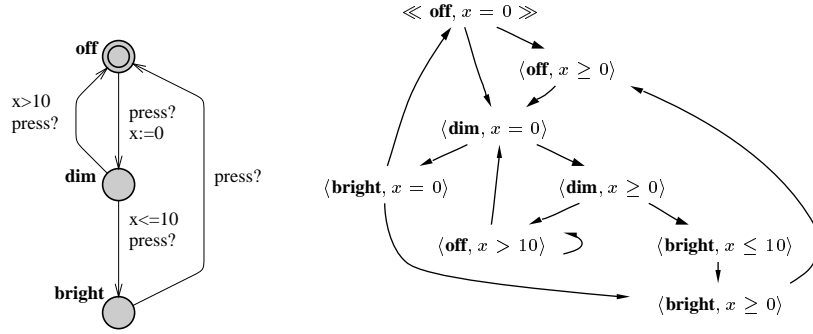 off
x>10
press?
press?
x:=0
dim
press?
x<=10
press?
bright
≪ off, x = 0 ≫
⟨off, x ≥ 0⟩
⟨dim, x = 0⟩
⟨bright, x = 0⟩
⟨dim, x ≥ 0⟩
⟨off, x > 10⟩
⟨bright, x ≤ 10⟩
⟨bright, x ≥ 0⟩